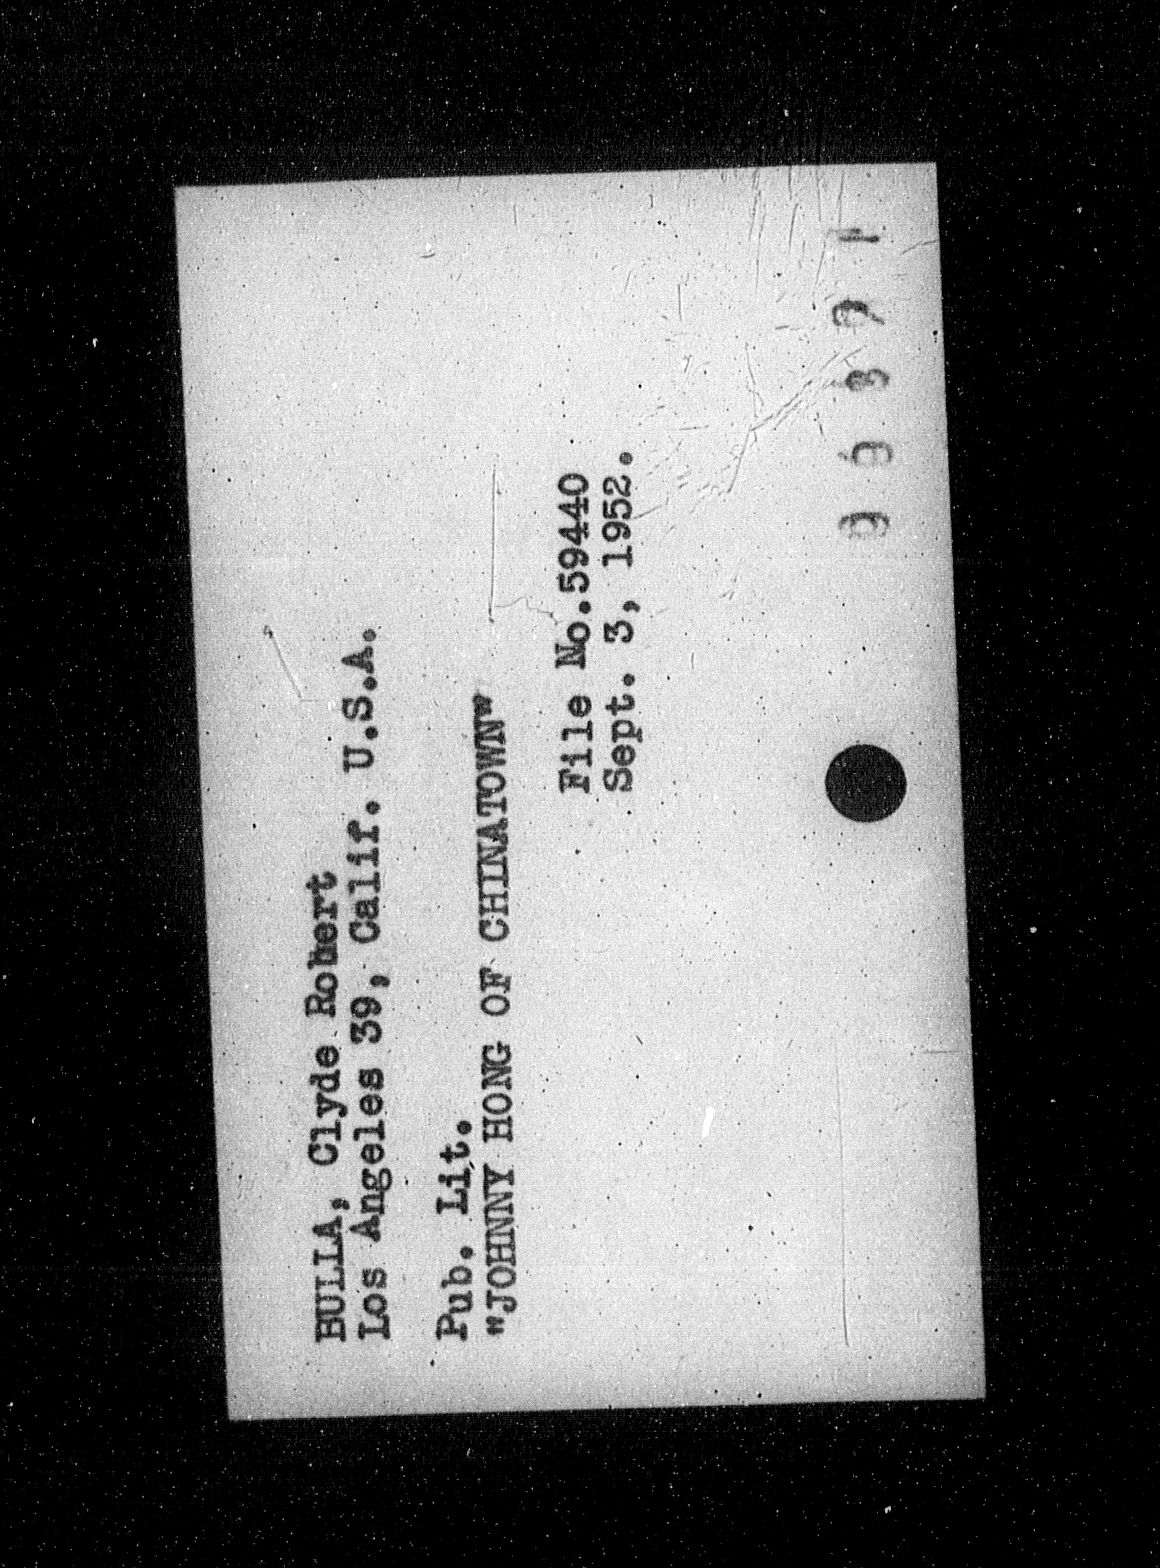 BULLA, Clyde Robert
Los Angeles 39, Calif. U.S.A.
Pub. Lit.
"JOHNNY HONG OF CHINATOWN"
File No.59440
Sept. 3, 1952.